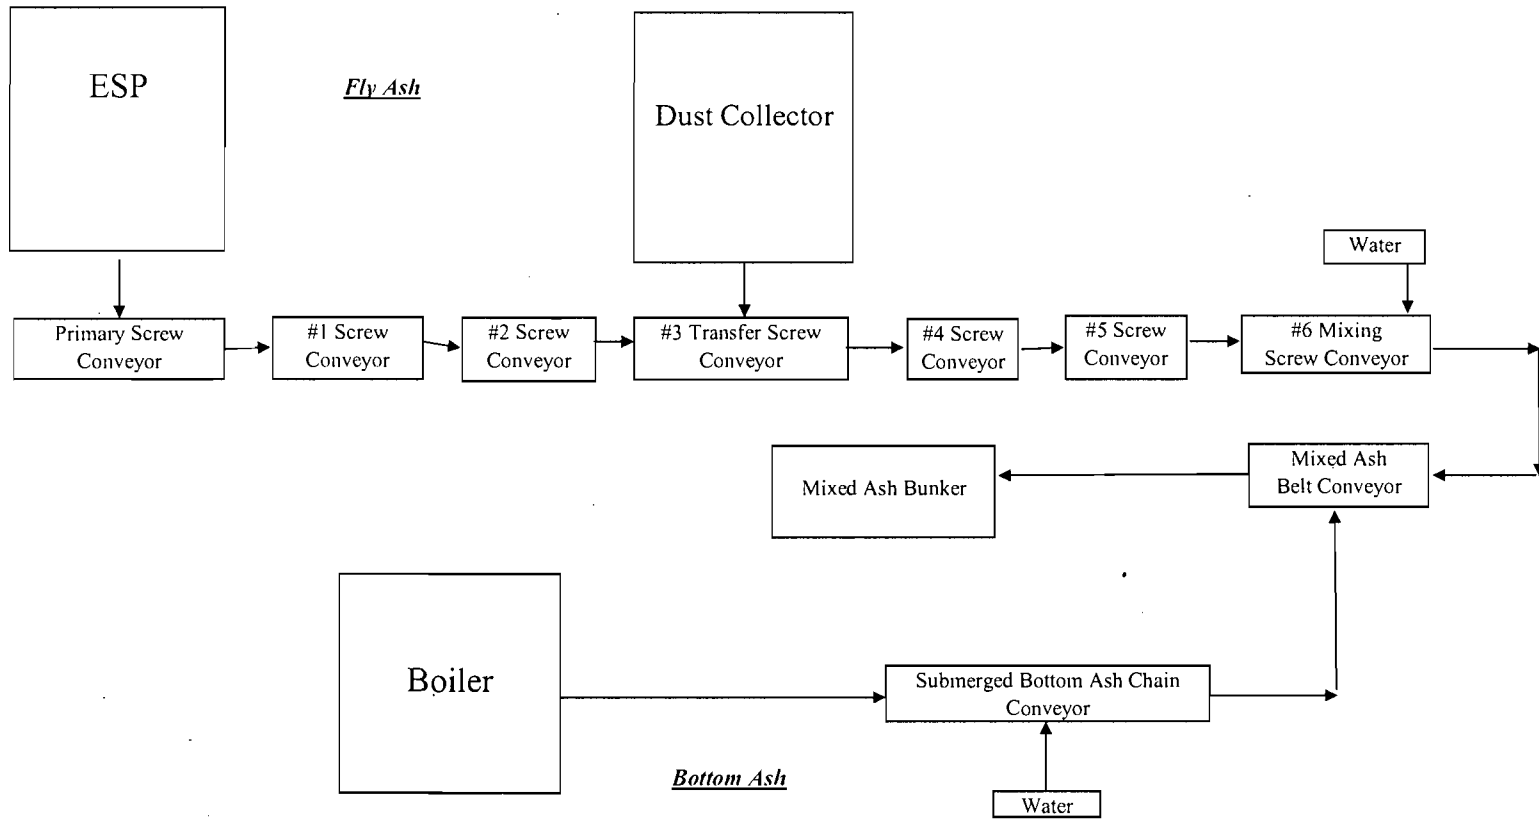 ESP
Fly Ash
Dust Collector
Water
Primary Screw
Conveyor
#1 Screw
Conveyor
#2 Screw
Conveyor
#3 Transfer Screw
Conveyor
#4 Screw
Conveyor
#5 Screw
Conveyor
#6 Mixing
Screw Conveyor
Mixed Ash Bunker
Mixed Ash
Belt Conveyor
Boiler
Submerged Bottom Ash Chain
Conveyor
Bottom Ash
Water